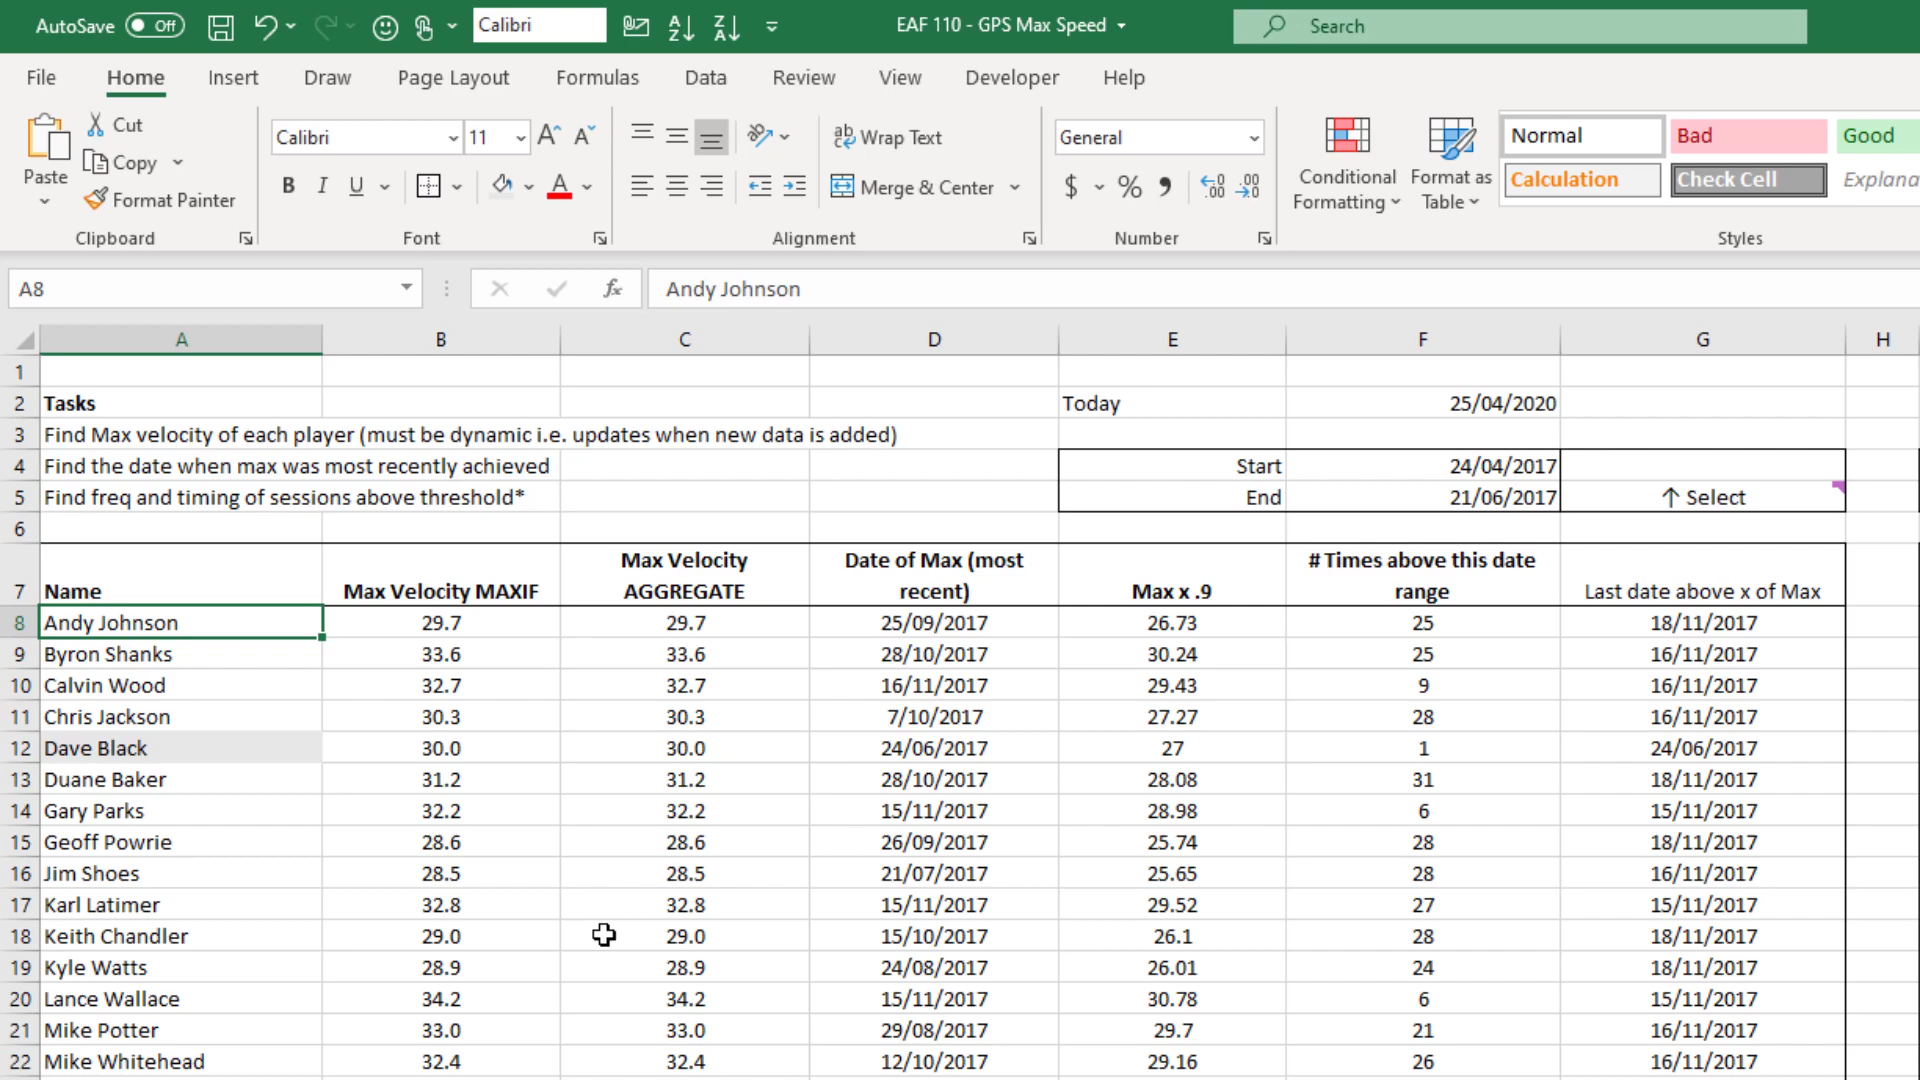 AutoSave Off Calibri EAF 110 - GPS Max Speed Search
File Home Insert Draw Page Layout Formulas Data Review View Developer Help
Paste Cut Copy Format Painter
Clipboard
Calibri 11
B I U A
Font
Wrap Text
Merge & Center
Alignment
General
$ % 9 .00 .00
Number
Conditional Formatting Format as Table
Normal Bad Good
Calculation Check Cell Explana
Styles
A8 fx Andy Johnson
A B C D E F G H
1
2 Tasks Today 25/04/2020
3 Find Max velocity of each player (must be dynamic i.e. updates when new data is added)
4 Find the date when max was most recently achieved Start 24/04/2017
5 Find freq and timing of sessions above threshold* End 21/06/2017 ↑ Select
6
7 Name Max Velocity MAXIF Max Velocity AGGREGATE Date of Max (most recent) Max x .9 # Times above this date range Last date above x of Max
8 Andy Johnson 29.7 29.7 25/09/2017 26.73 25 18/11/2017
9 Byron Shanks 33.6 33.6 28/10/2017 30.24 25 16/11/2017
10 Calvin Wood 32.7 32.7 16/11/2017 29.43 9 16/11/2017
11 Chris Jackson 30.3 30.3 7/10/2017 27.27 28 16/11/2017
12 Dave Black 30.0 30.0 24/06/2017 27 1 24/06/2017
13 Duane Baker 31.2 31.2 28/10/2017 28.08 31 18/11/2017
14 Gary Parks 32.2 32.2 15/11/2017 28.98 6 15/11/2017
15 Geoff Powrie 28.6 28.6 26/09/2017 25.74 28 18/11/2017
16 Jim Shoes 28.5 28.5 21/07/2017 25.65 28 16/11/2017
17 Karl Latimer 32.8 32.8 15/11/2017 29.52 27 15/11/2017
18 Keith Chandler 29.0 29.0 15/10/2017 26.1 28 18/11/2017
19 Kyle Watts 28.9 28.9 24/08/2017 26.01 24 18/11/2017
20 Lance Wallace 34.2 34.2 15/11/2017 30.78 6 15/11/2017
21 Mike Potter 33.0 33.0 29/08/2017 29.7 21 16/11/2017
22 Mike Whitehead 32.4 32.4 12/10/2017 29.16 26 16/11/2017